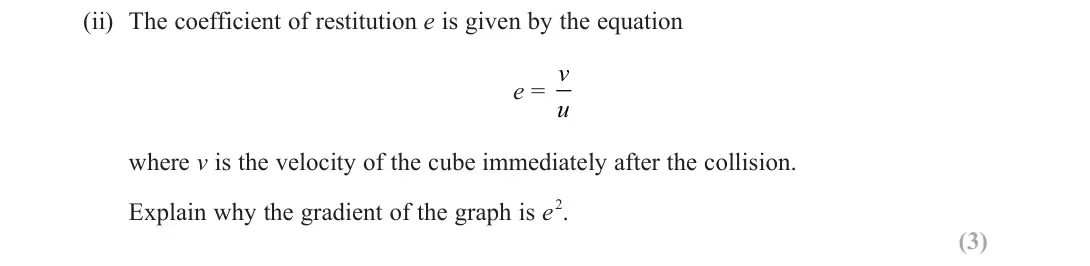 (ii) The coefficient of restitution e is given by the equation
e = v/u
where v is the velocity of the cube immediately after the collision.
Explain why the gradient of the graph is e².
(3)